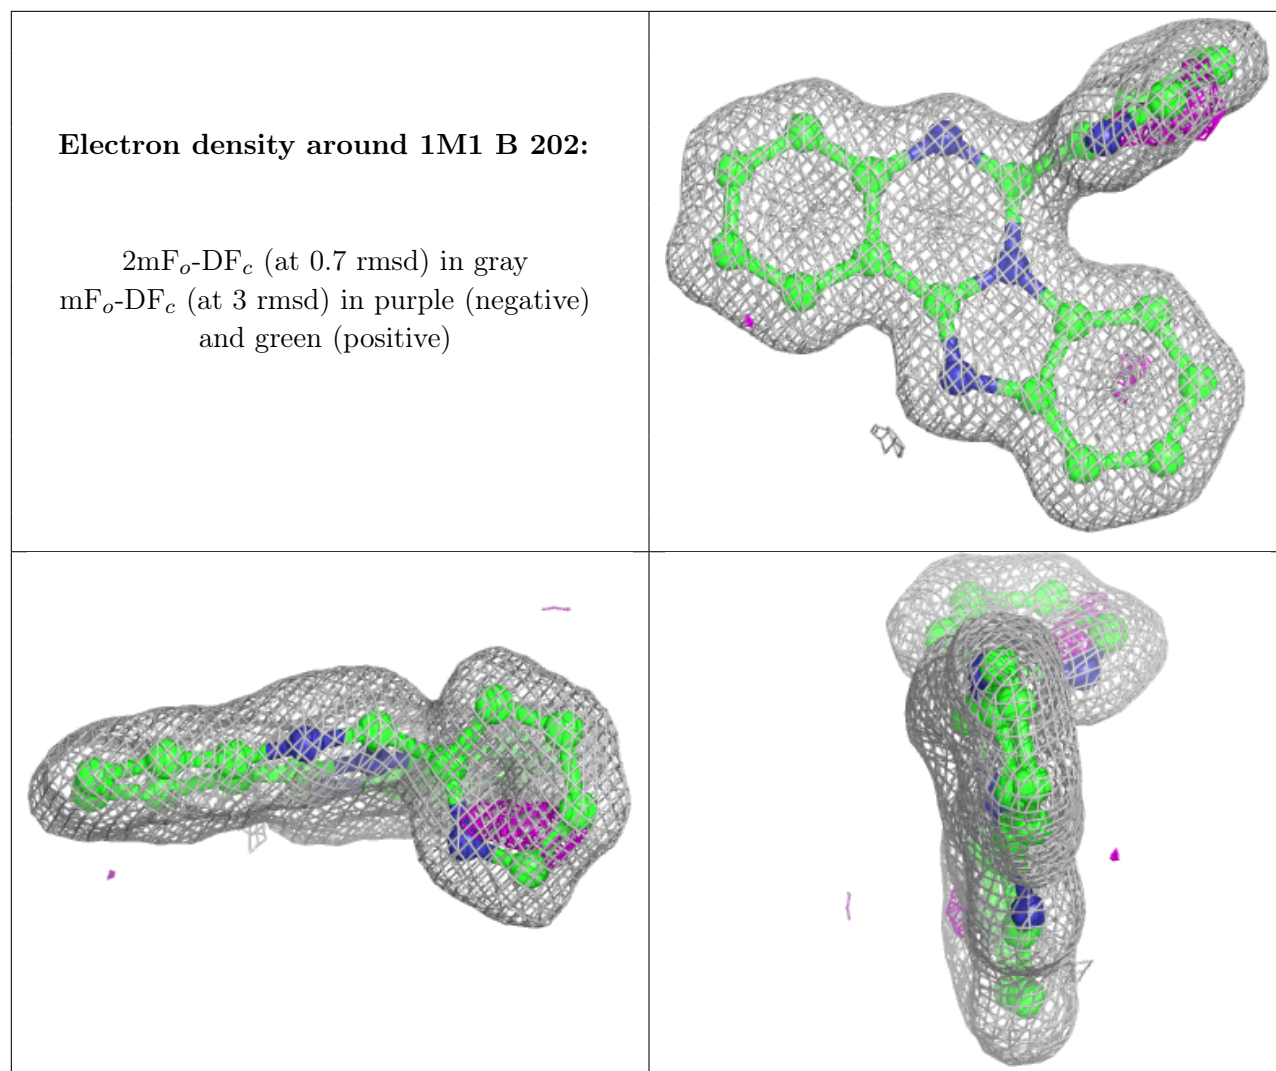 Electron density around 1M1 B 202:
2mFo-DFc (at 0.7 rmsd) in gray
mFo-DFc (at 3 rmsd) in purple (negative)
and green (positive)